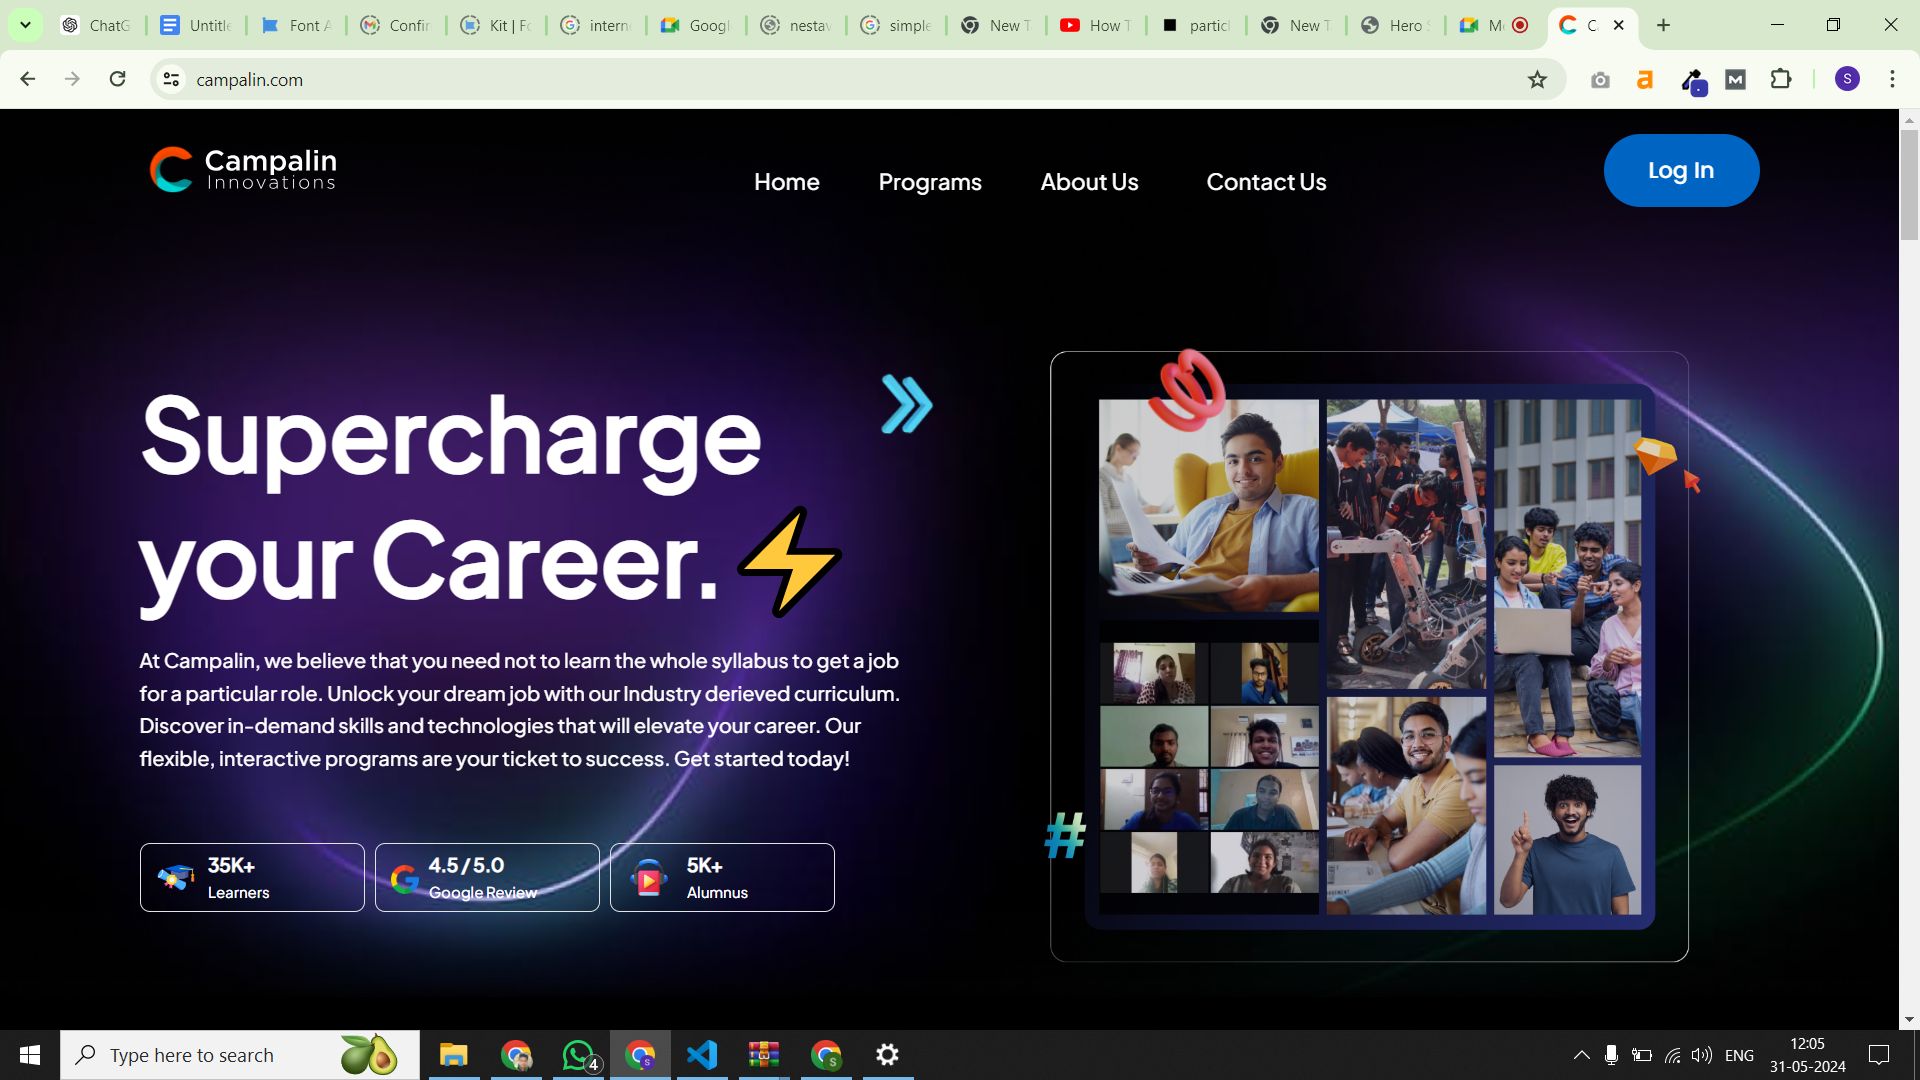 ChatG
Untitle
Font A
Confir
Kit | Fo
intern
Googl
nestav
simple
New T
How T
partic
New T
Hero S
Me
Ca
campalin.com
S
Campalin
Innovations
Home
Programs
About Us
Contact Us
Log In
Supercharge
your Career.
At Campalin, we believe that you need not to learn the whole syllabus to get a job
for a particular role. Unlock your dream job with our Industry derieved curriculum.
Discover in-demand skills and technologies that will elevate your career. Our
flexible, interactive programs are your ticket to success. Get started today!
#
35K+
Learners
4.5 / 5.0
Google Review
5K+
Alumnus
Type here to search
4
ENG
12:05
31-05-2024